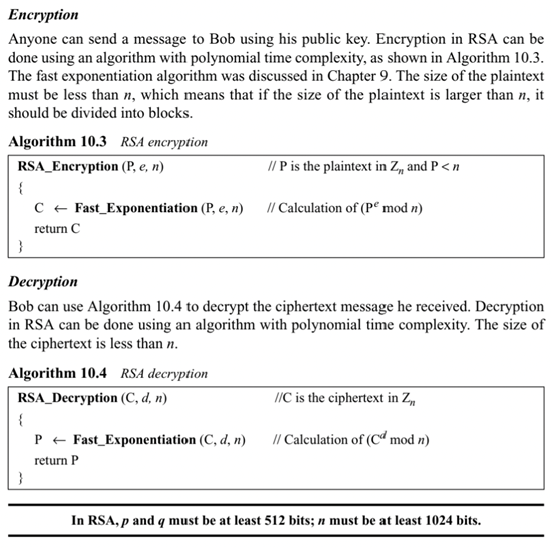 Encryption
Anyone can send a message to Bob using his public key. Encryption in RSA can be
done using an algorithm with polynomial time complexity, as shown in Algorithm 10.3.
The fast exponentiation algorithm was discussed in Chapter 9. The size of the plaintext
must be less than n, which means that if the size of the plaintext is larger than n, it
should be divided into blocks.
Algorithm 10.3 RSA encryption
RSA_Encryption (P, e, n) // P is the plaintext in Zn and P < n
{
C ← Fast_Exponentiation (P, e, n) // Calculation of (P^e mod n)
return C
}
Decryption
Bob can use Algorithm 10.4 to decrypt the ciphertext message he received. Decryption
in RSA can be done using an algorithm with polynomial time complexity. The size of
the ciphertext is less than n.
Algorithm 10.4 RSA decryption
RSA_Decryption (C, d, n) //C is the ciphertext in Zn
{
P ← Fast_Exponentiation (C, d, n) // Calculation of (C^d mod n)
return P
}
In RSA, p and q must be at least 512 bits; n must be at least 1024 bits.